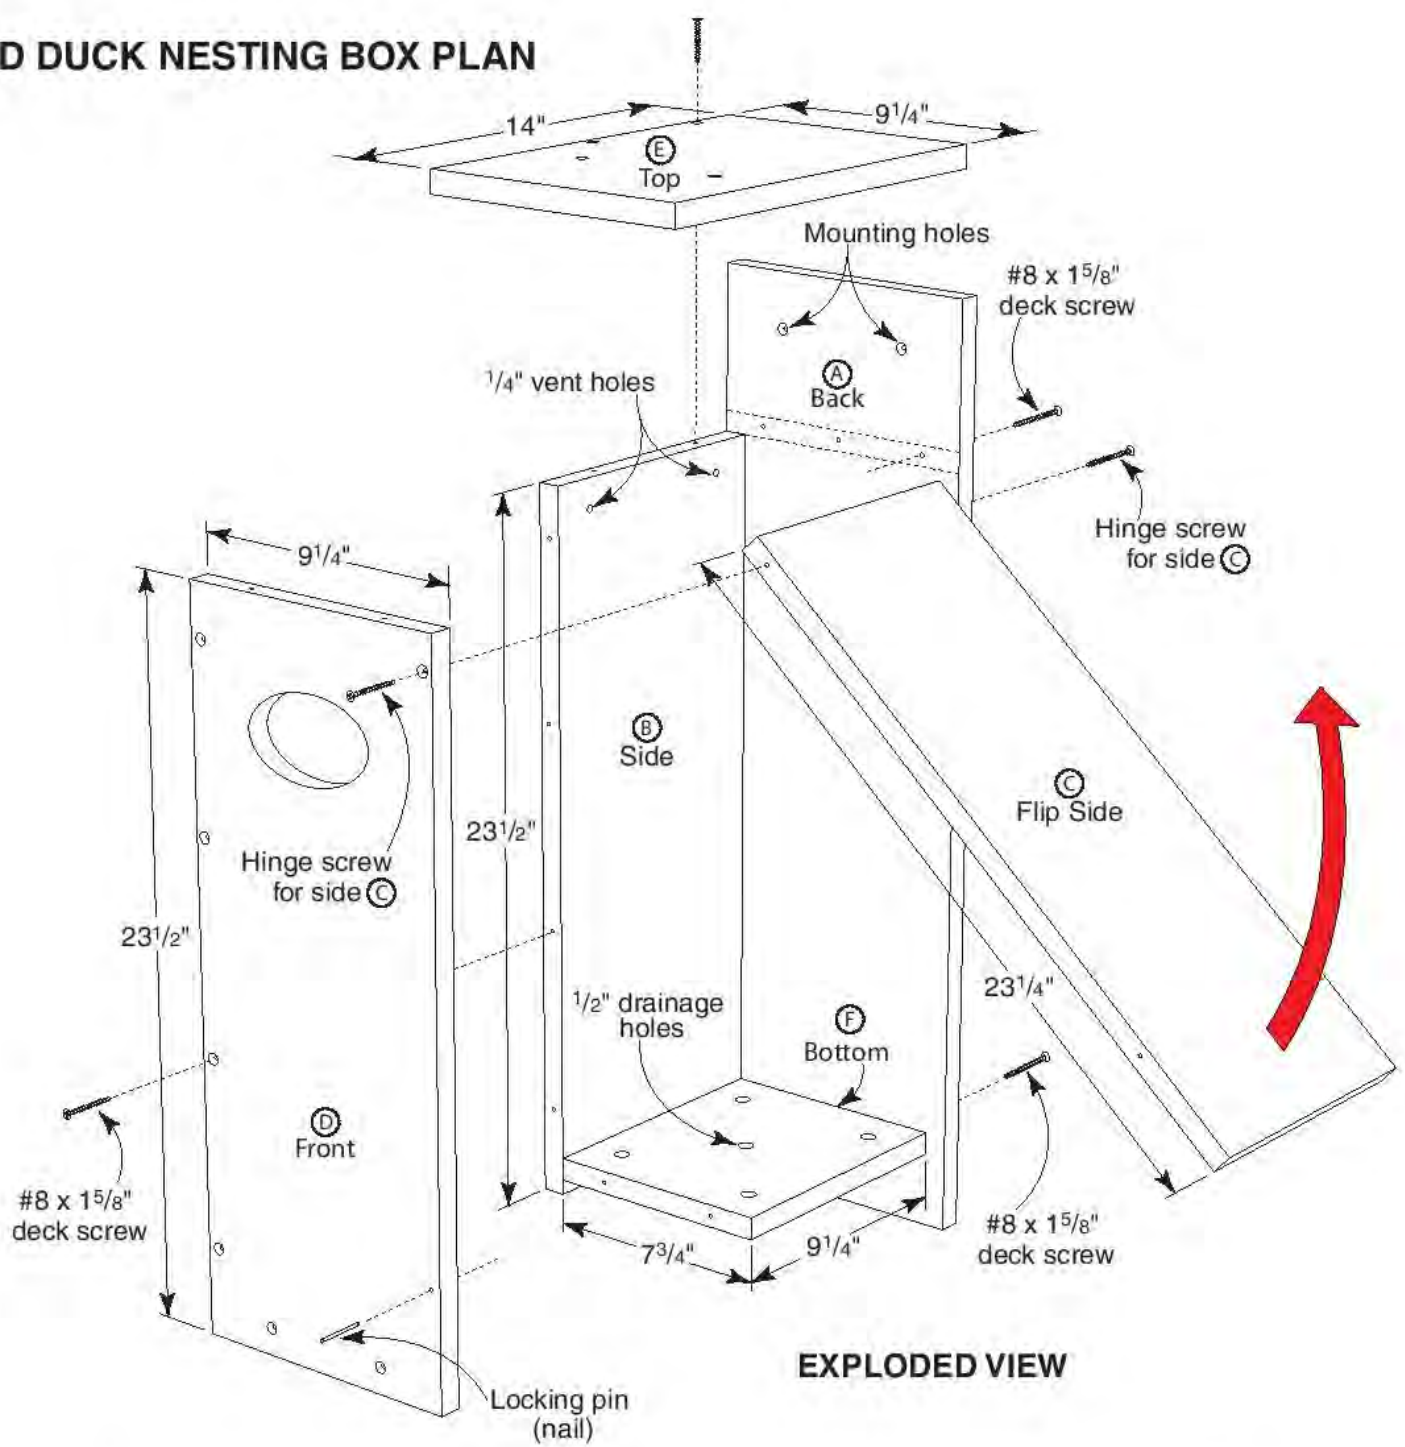 D DUCK NESTING BOX PLAN
14"
9 1/4"
E
Top
Mounting holes
#8 x 1 5/8"
deck screw
A
Back
1/4" vent holes
Hinge screw
for side C
9 1/4"
B
Side
C
Flip Side
23 1/2"
Hinge screw
for side C
23 1/2"
23 1/4"
1/2" drainage
holes
F
Bottom
D
Front
#8 x 1 5/8"
deck screw
7 3/4"
9 1/4"
#8 x 1 5/8"
deck screw
EXPLODED VIEW
Locking pin
(nail)